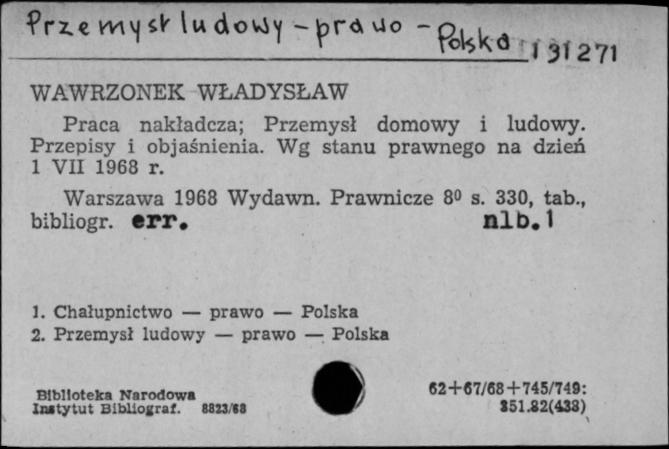 Przemysł ludowy - prawo - Polska 131271
WAWRZONEK WŁADYSŁAW
Praca nakładcza; Przemysł domowy i ludowy.
Przepisy i objaśnienia. Wg stanu prawnego na dzień
1 VII 1968 r.
Warszawa 1968 Wydawn. Prawnicze 8⁰ s. 330, tab.,
bibliogr. err. nlb. 1
1. Chałupnictwo — prawo — Polska
2. Przemysł ludowy — prawo — Polska
Biblioteka Narodowa
Instytut Bibliograf. 8823/68
62+67/68+745/749:
351.82(438)